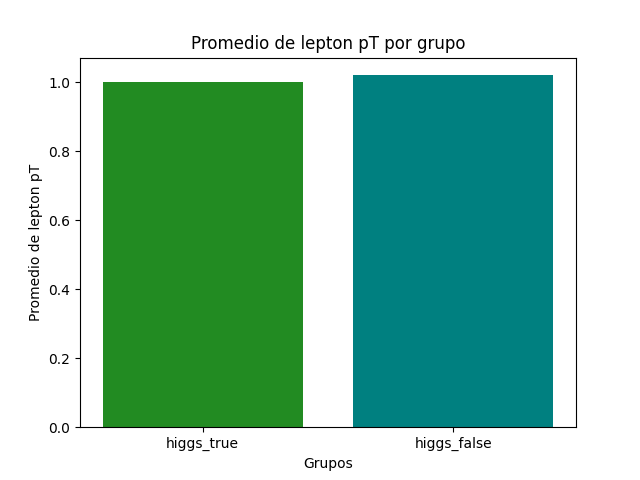 Promedio de lepton pT por grupo
Promedio de lepton pT
1.0
0.8
0.6
0.4
0.2
0.0
higgs_true higgs_false
Grupos